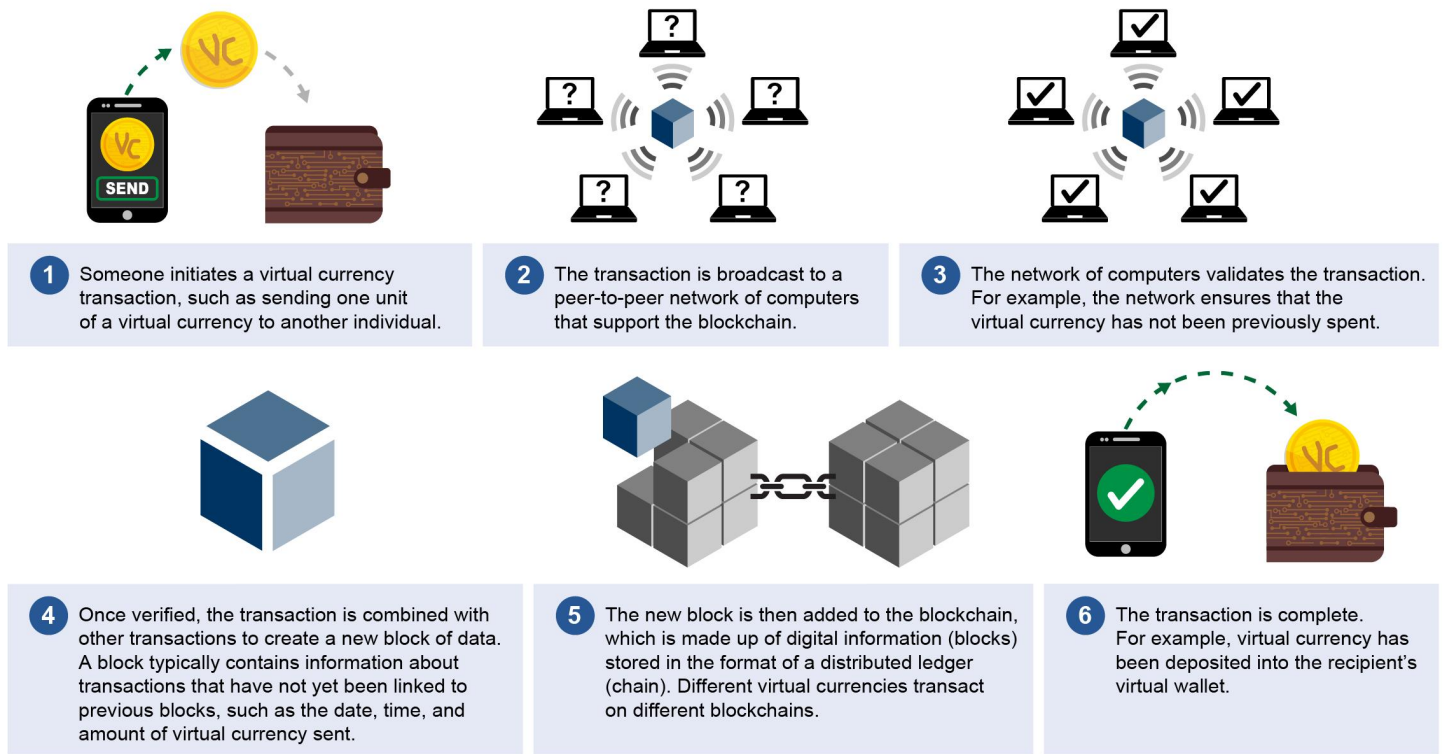 VC
VC
SEND
?
?
?
?
?
1
Someone initiates a virtual currency
transaction, such as sending one unit
of a virtual currency to another individual.
2
The transaction is broadcast to a
peer-to-peer network of computers
that support the blockchain.
3
The network of computers validates the transaction.
For example, the network ensures that the
virtual currency has not been previously spent.
VC
4
Once verified, the transaction is combined with
other transactions to create a new block of data.
A block typically contains information about
transactions that have not yet been linked to
previous blocks, such as the date, time, and
amount of virtual currency sent.
5
The new block is then added to the blockchain,
which is made up of digital information (blocks)
stored in the format of a distributed ledger
(chain). Different virtual currencies transact
on different blockchains.
6
The transaction is complete.
For example, virtual currency has
been deposited into the recipient’s
virtual wallet.